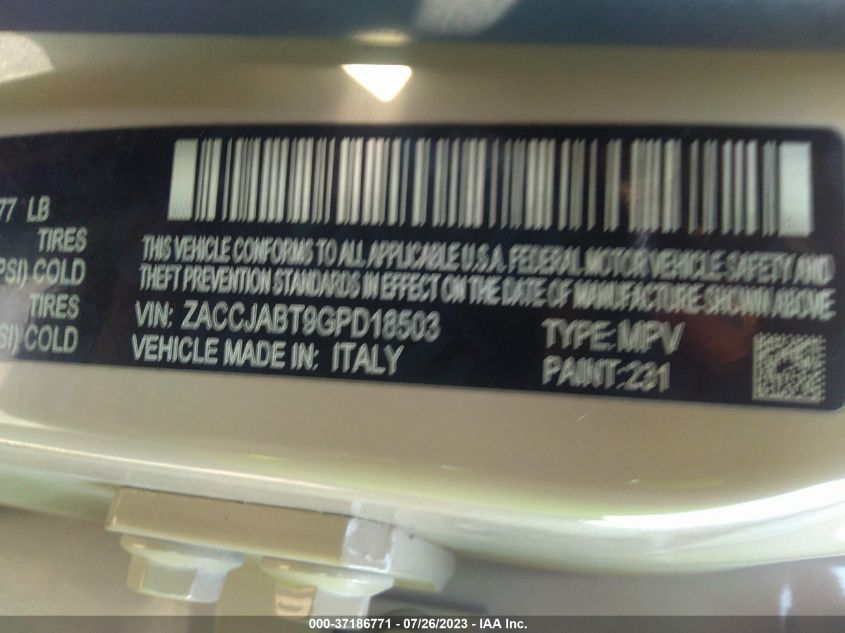 77 LB
TIRES
PSI) COLD
TIRES
SI) COLD
THIS VEHICLE CONFORMS TO ALL APPLICABLE U.S.A. FEDERAL MOTOR VEHICLE SAFETY AND
THEFT PREVENTION STANDARDS IN EFFECT ON THE DATE OF MANUFACTURE SHOWN ABOVE
VIN: ZACCJABT9GPD18503
VEHICLE MADE IN: ITALY
TYPE:MPV
PAINT:231
000-37186771 - 07/26/2023 - IAA Inc.